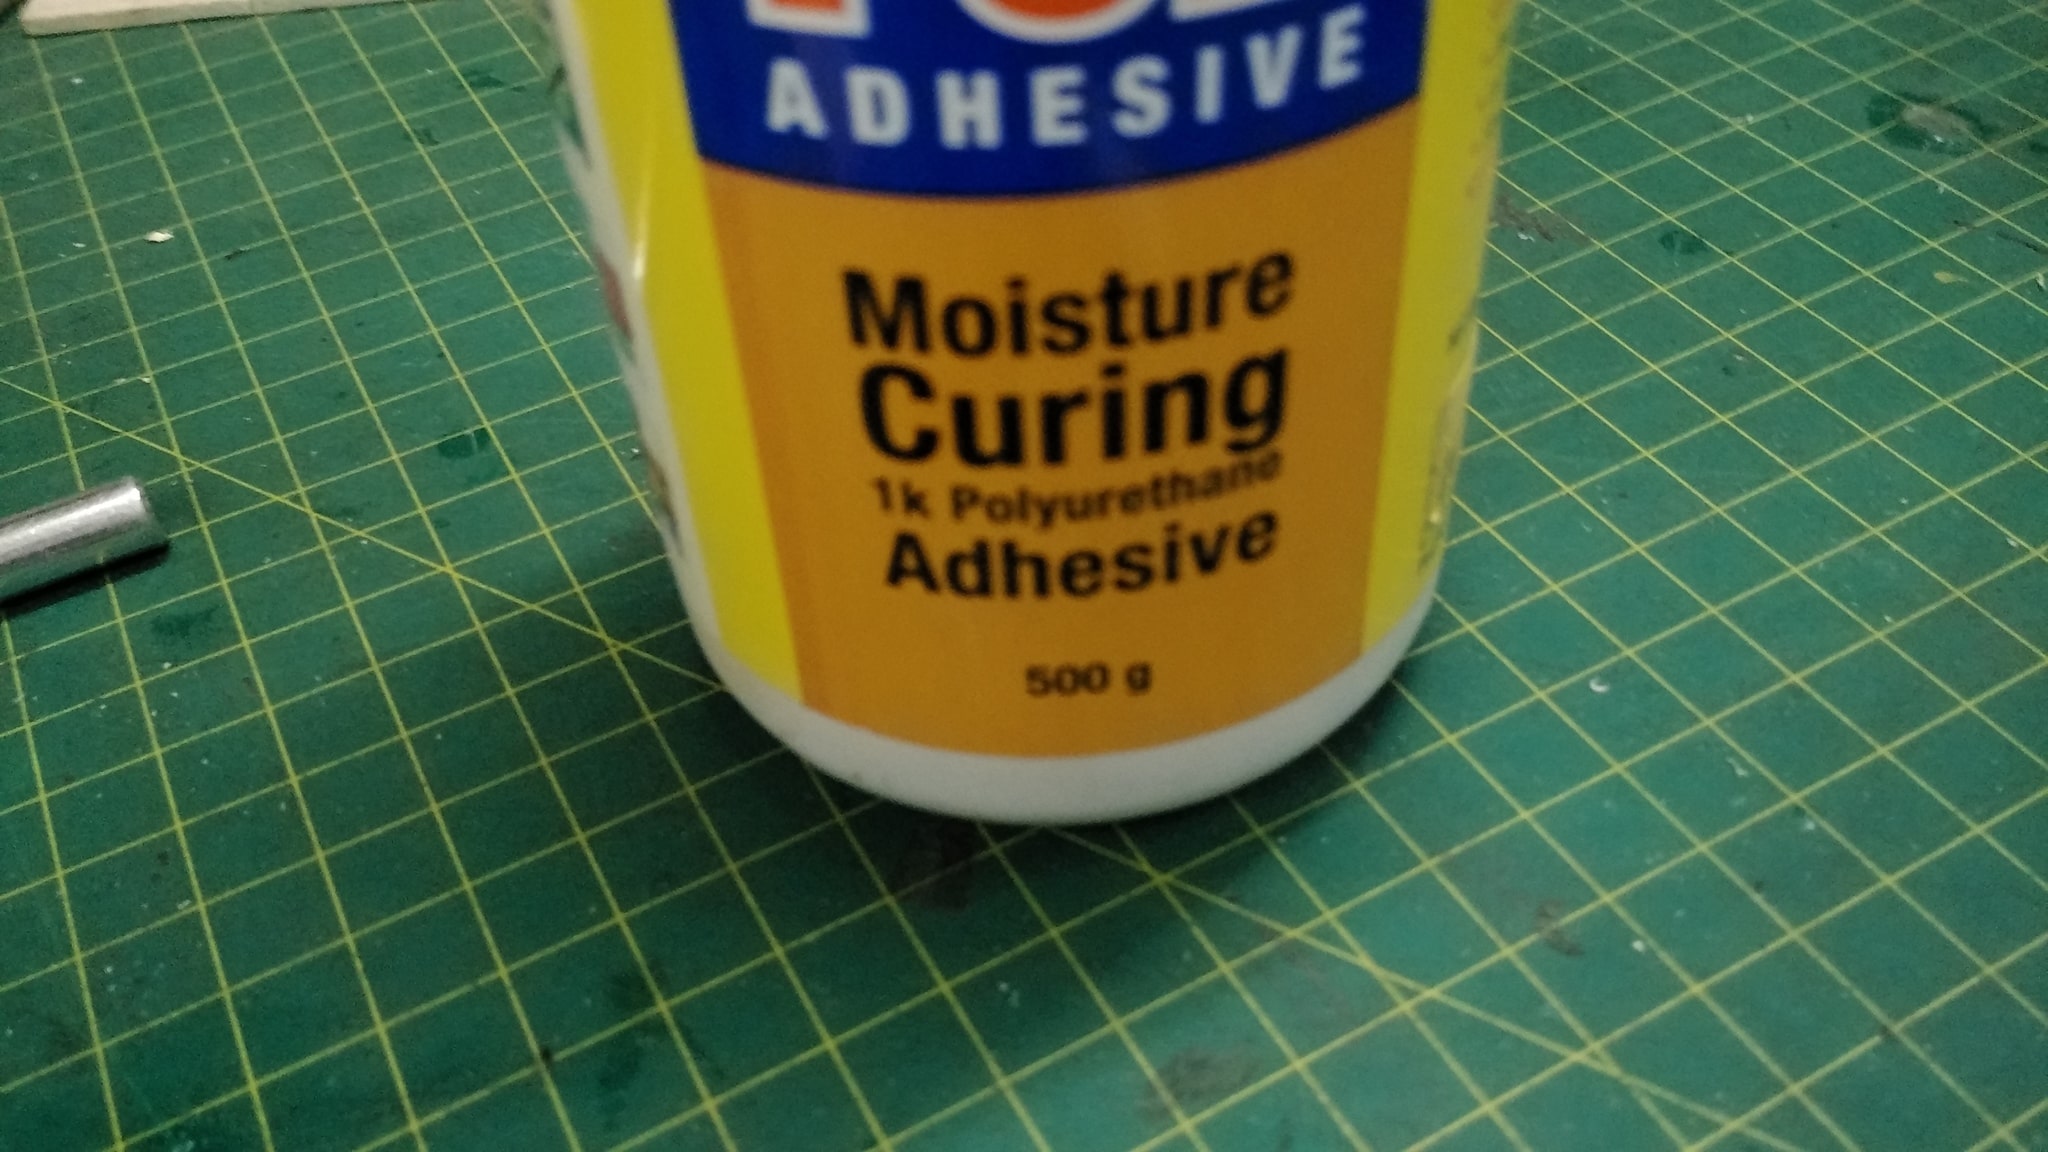 ADHESIVE
Moisture
Curing
1k Polyurethane
Adhesive
500 g